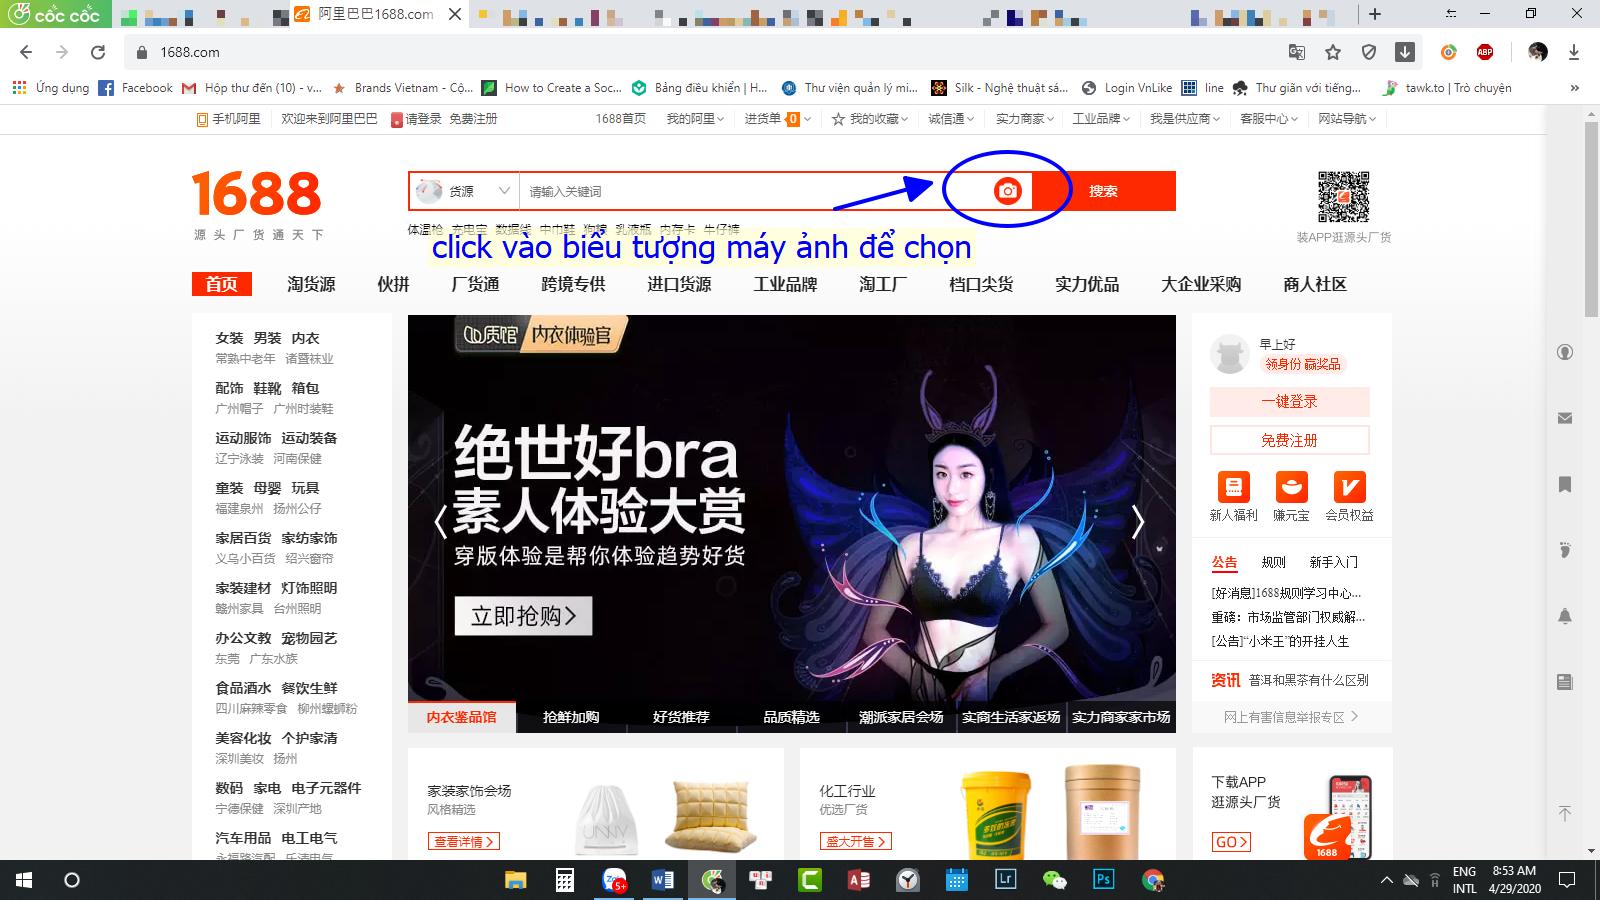 cốc cốc
阿里巴巴1688.com
1688.com
Ứng dụng
Facebook
Hộp thư đến (10) - v...
Brands Vietnam - Cộ...
How to Create a Soc...
Bảng điều khiển | H...
Thư viện quản lý mi...
Silk - Nghệ thuật sá...
Login VnLike
line
Thư giãn với tiếng...
tawk.to | Trò chuyện
手机阿里
欢迎来到阿里巴巴
请登录 免费注册
1688首页
我的阿里
进货单 0
我的收藏
诚信通
实力商家
工业品牌
我是供应商
客服中心
网站导航
1688
源头厂货通天下
货源
请输入关键词
搜索
体温枪 充电宝 数据线 中巾鞋 狗粮 乳液瓶 内存卡 牛仔裤
装APP逛源头厂货
click vào biểu tượng máy ảnh để chọn
首页 淘货源 伙拼 厂货通 跨境专供 进口货源 工业品牌 淘工厂 档口尖货 实力优品 大企业采购 商人社区
女装 男装 内衣
常熟中老年 诸暨袜业
配饰 鞋靴 箱包
广州帽子 广州时装鞋
运动服饰 运动装备
辽宁泳装 河南保健
童装 母婴 玩具
福建泉州 扬州公仔
家居百货 家纺家饰
义乌小百货 绍兴窗帘
家装建材 灯饰照明
赣州家具 台州照明
办公文教 宠物园艺
东莞 广东水族
食品酒水 餐饮生鲜
四川麻辣零食 柳州螺蛳粉
美容化妆 个护家清
深圳美妆 扬州
数码 家电 电子元器件
宁德保健 深圳产地
汽车用品 电工电气
内衣体验官
绝世好bra
素人体验大赏
穿版体验是帮你体验趋势好货
立即抢购>
内衣鉴品馆 抢鲜加购 好货推荐 品质精选 潮派家居会场 实商生活家返场 实力商家家市场
早上好
领身份 赢奖品
一键登录
免费注册
新人福利 赚元宝 会员权益
公告 规则 新手入门
[好消息]1688规则学习中心...
重磅：市场监管部门权威解...
[公告]“小米王”的开挂人生
资讯 普洱和黑茶有什么区别
网上有害信息举报专区 >
家装家饰会场
风格精选
查看详情 >
化工行业
优选厂货
盛大开售 >
下载APP
逛源头厂货
GO >
1688
5+
ENG
INTL
8:53 AM
4/29/2020